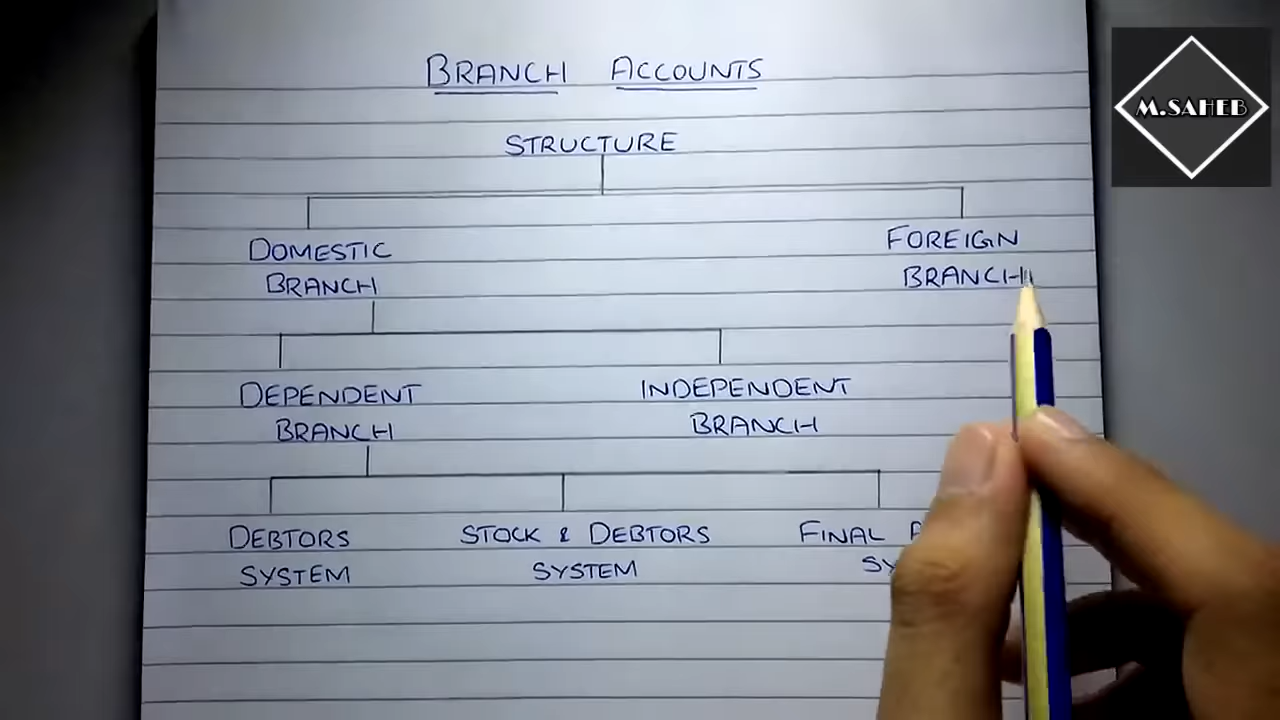 BRANCH ACCOUNTS
M.SAHEB
STRUCTURE
DOMESTIC
BRANCH
FOREIGN
BRANCH
DEPENDENT
BRANCH
INDEPENDENT
BRANCH
DEBTORS
SYSTEM
STOCK & DEBTORS
SYSTEM
FINAL